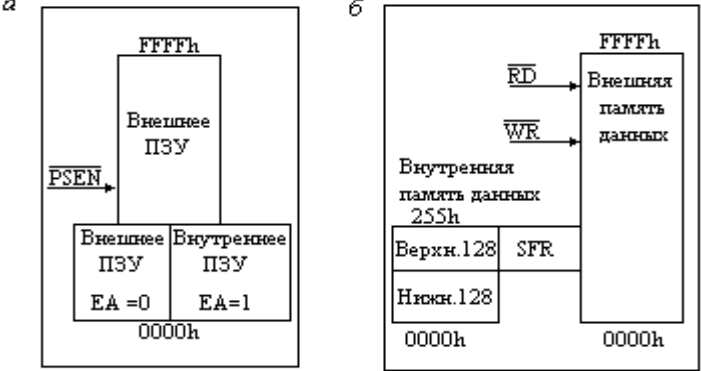 а
FFFFh
Внешнее
ПЗУ
PSEN
Внешнее
ПЗУ
EA =0
Внутреннее
ПЗУ
EA=1
0000h
б
FFFFh
RD
WR
Внешняя
память
данных
Внутренняя
память данных
255h
Верхн.128
SFR
Нижн.128
0000h
0000h